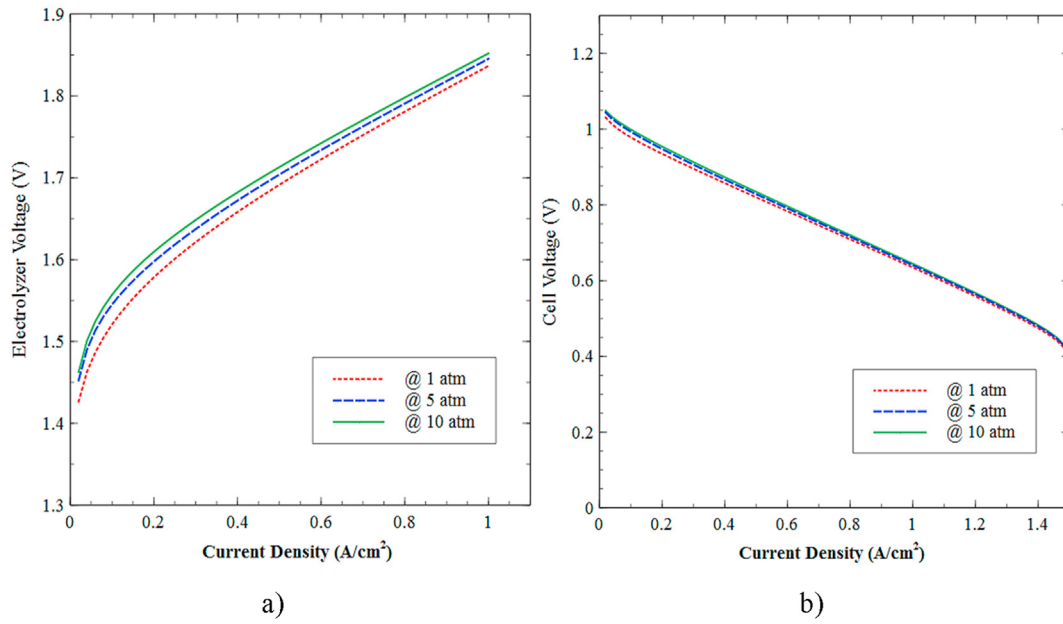 1.9
1.8
1.7
1.6
1.5
1.4
1.3
Electrolyzer Voltage (V)
@ 1 atm
@ 5 atm
@ 10 atm
0 0.2 0.4 0.6 0.8 1
Current Density (A/cm²)
a)
1.2
1
0.8
0.6
0.4
0.2
0
Cell Voltage (V)
@ 1 atm
@ 5 atm
@ 10 atm
0 0.2 0.4 0.6 0.8 1 1.2 1.4
Current Density (A/cm²)
b)